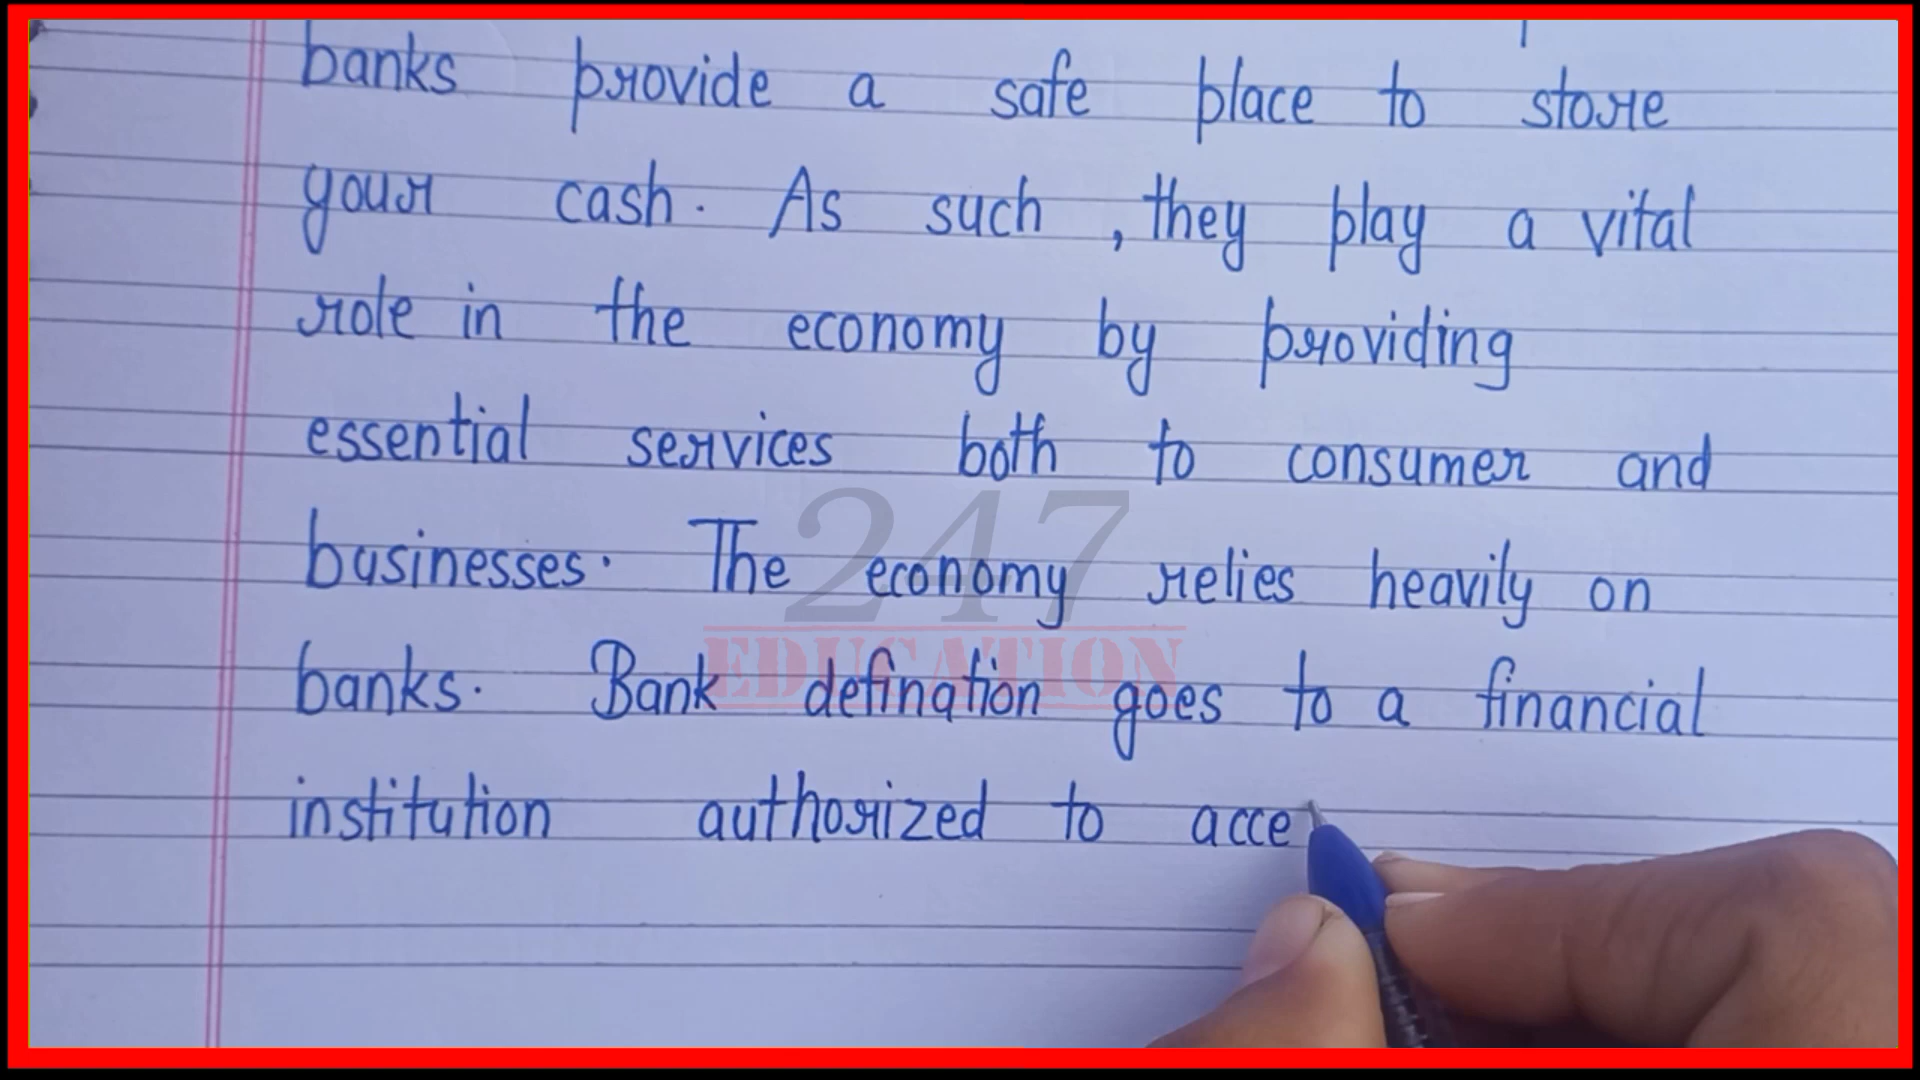 banks provide a safe place to store
your cash. As such , they play a vital
role in the economy by providing
essential services both to consumer and
businesses. The economy relies heavily on
banks. Bank defination goes to a financial
institution authorized to acce
247
EDUCATION